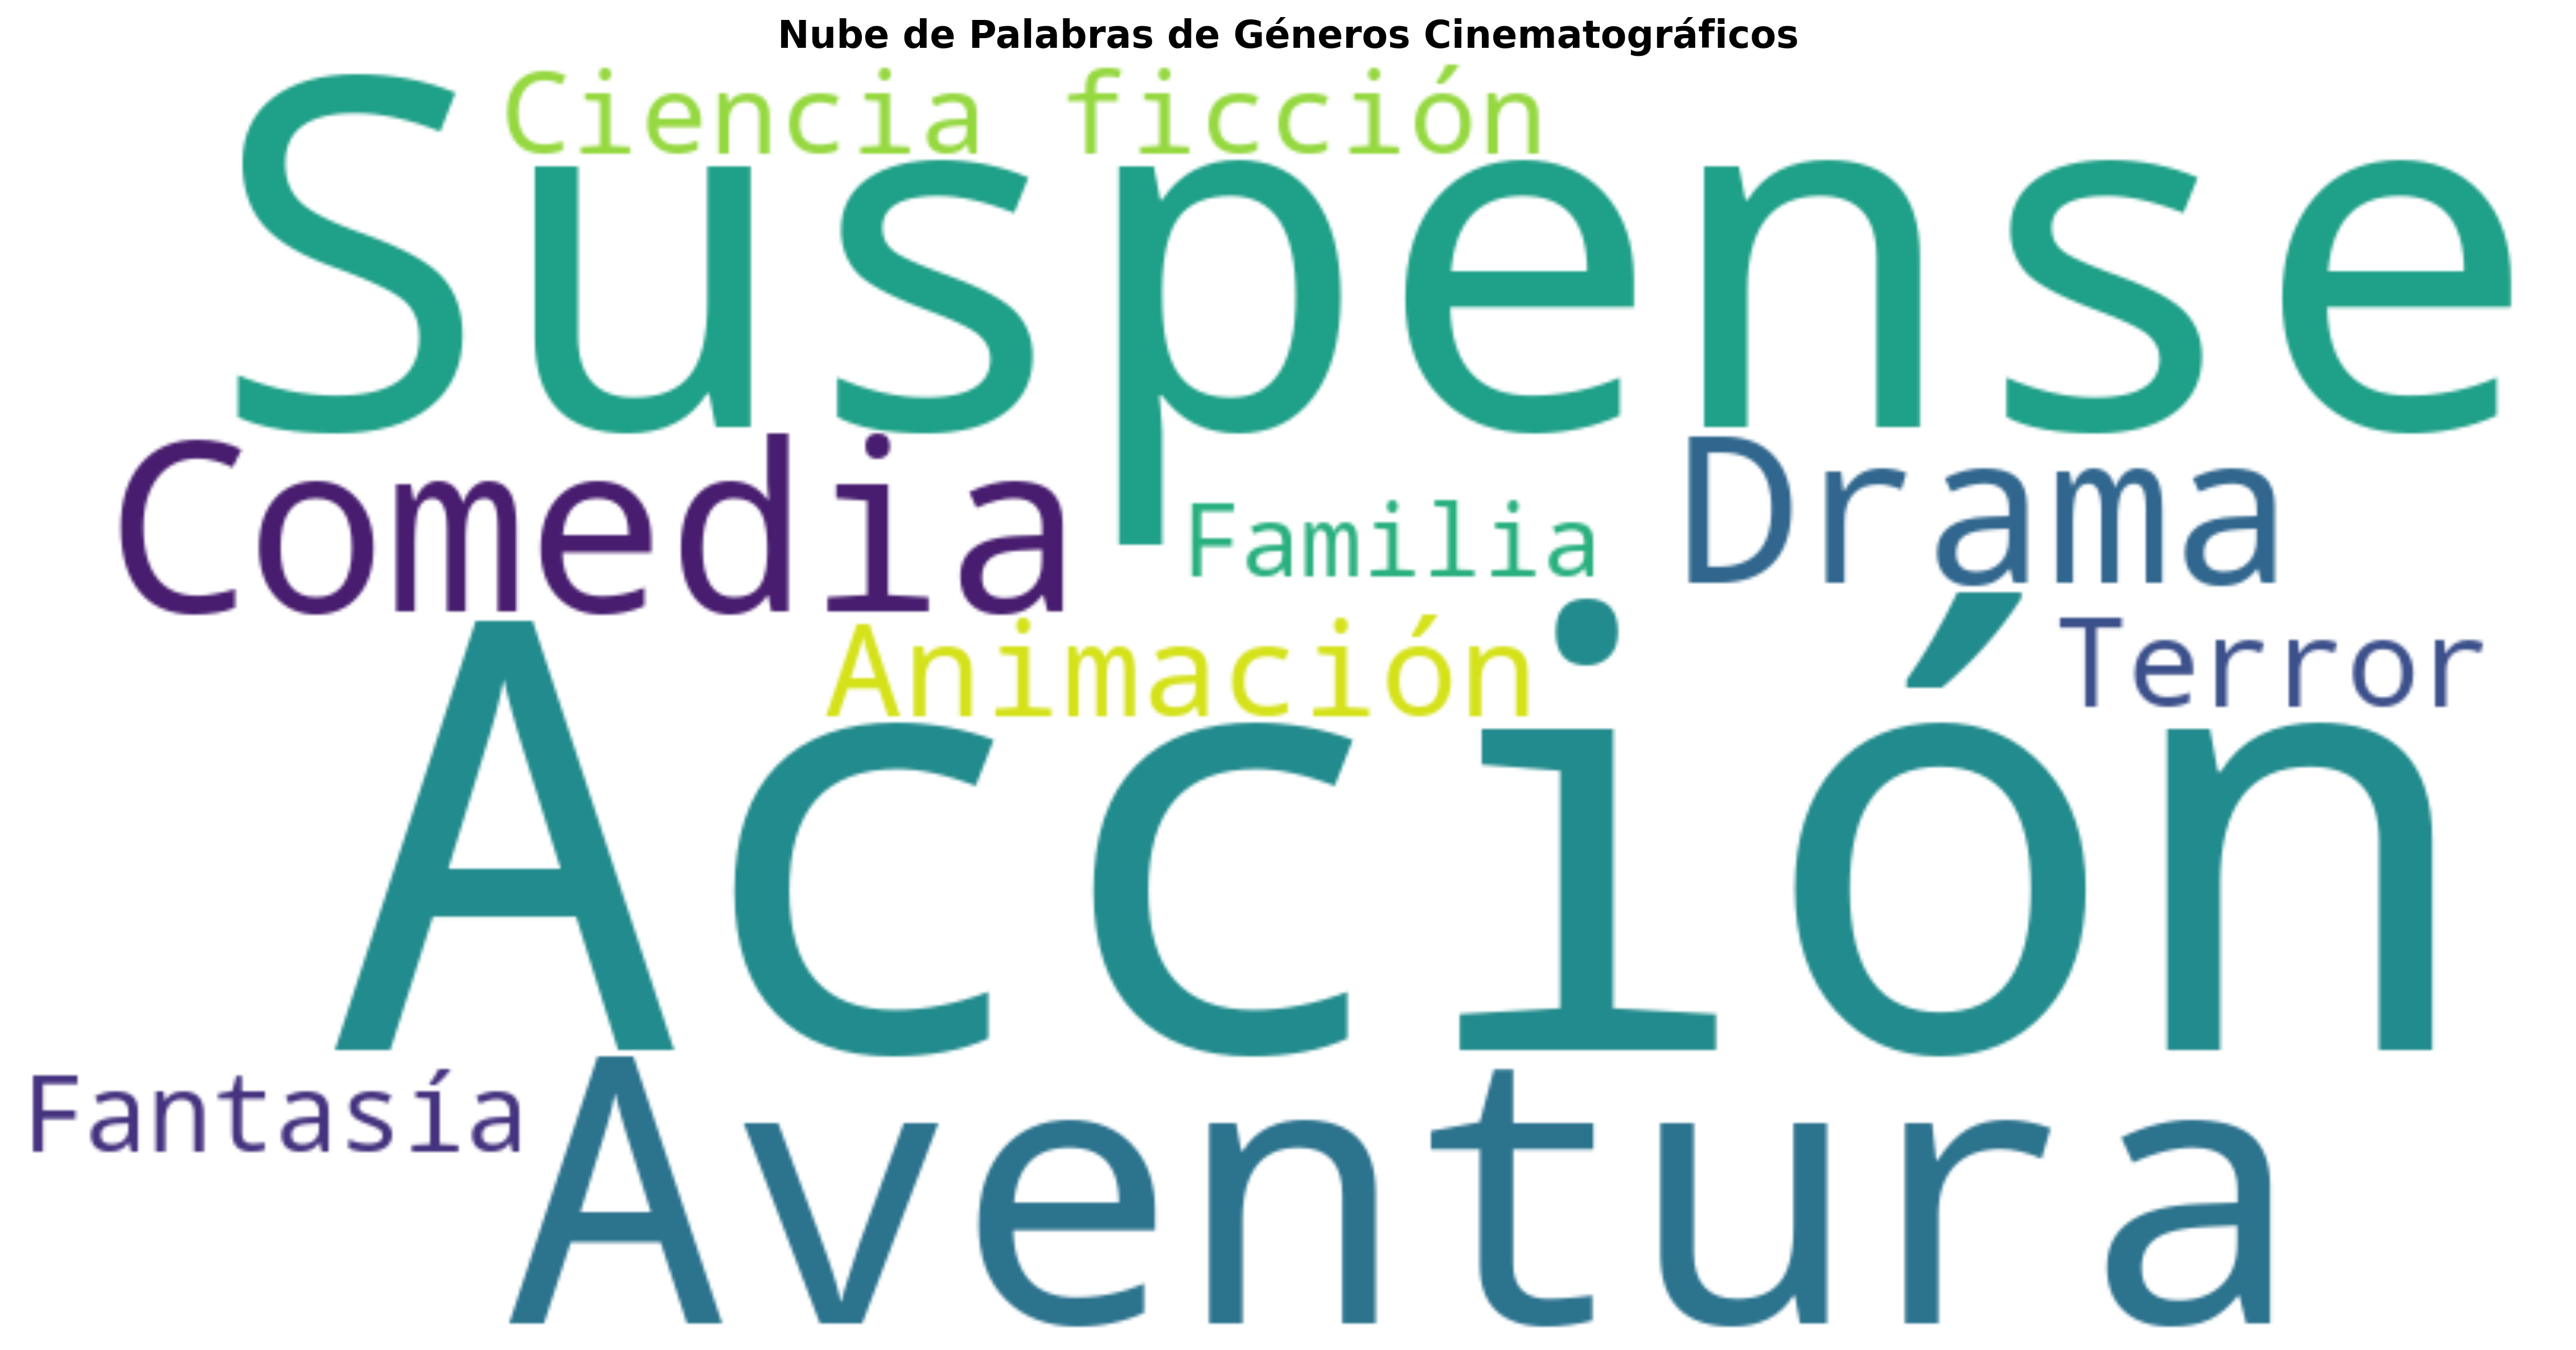 Nube de Palabras de Géneros Cinematográficos
Ciencia ficción
Suspense
Comedia
Familia
Drama
Animación
Terror
Acción
Fantasía
Aventura